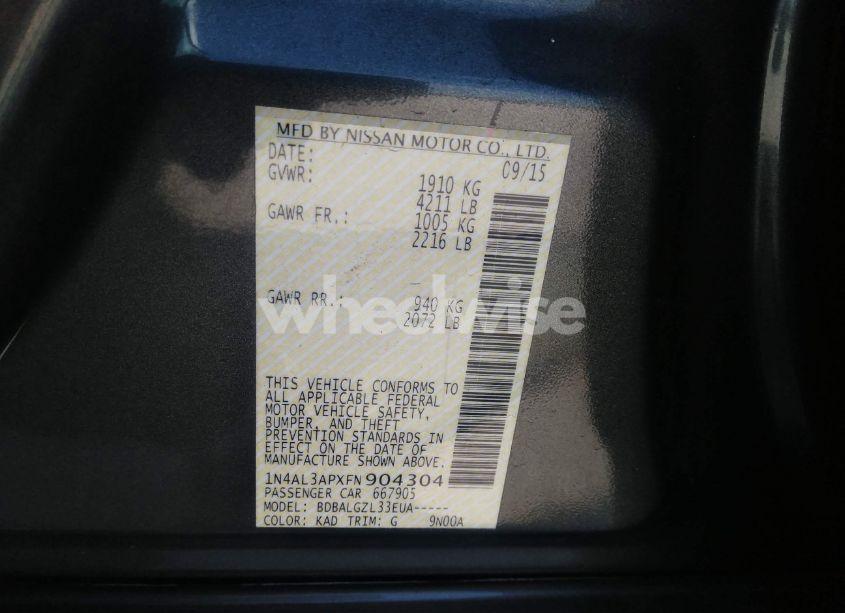 MFD BY NISSAN MOTOR CO., LTD.
DATE: 09/15
GVWR: 1910 KG
4211 LB
GAWR FR.: 1005 KG
2216 LB
GAWR RR.: 940 KG
2072 LB
wheelwise
THIS VEHICLE CONFORMS TO
ALL APPLICABLE FEDERAL
MOTOR VEHICLE SAFETY,
BUMPER, AND THEFT
PREVENTION STANDARDS IN
EFFECT ON THE DATE OF
MANUFACTURE SHOWN ABOVE.
1N4AL3APXFN904304
PASSENGER CAR 667905
MODEL: BDBALGZL33EUA-----
COLOR: KAD TRIM: G 9N00A